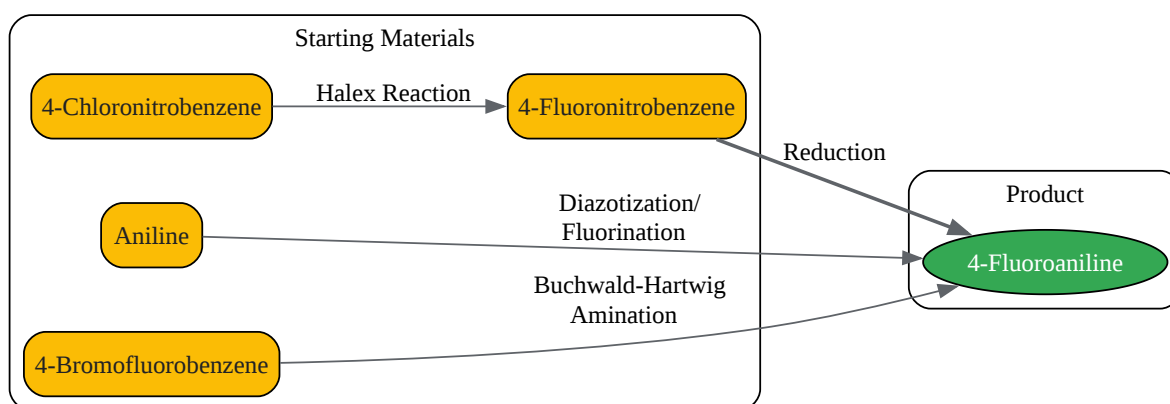 Starting Materials
4-Chloronitrobenzene
Halex Reaction
4-Fluoronitrobenzene
Reduction
Product
Aniline
Diazotization/
Fluorination
4-Fluoroaniline
Buchwald-Hartwig
Amination
4-Bromofluorobenzene